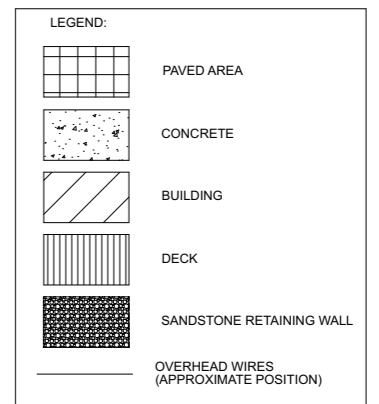 LEGEND:
PAVED AREA
CONCRETE
BUILDING
DECK
SANDSTONE RETAINING WALL
OVERHEAD WIRES
(APPROXIMATE POSITION)